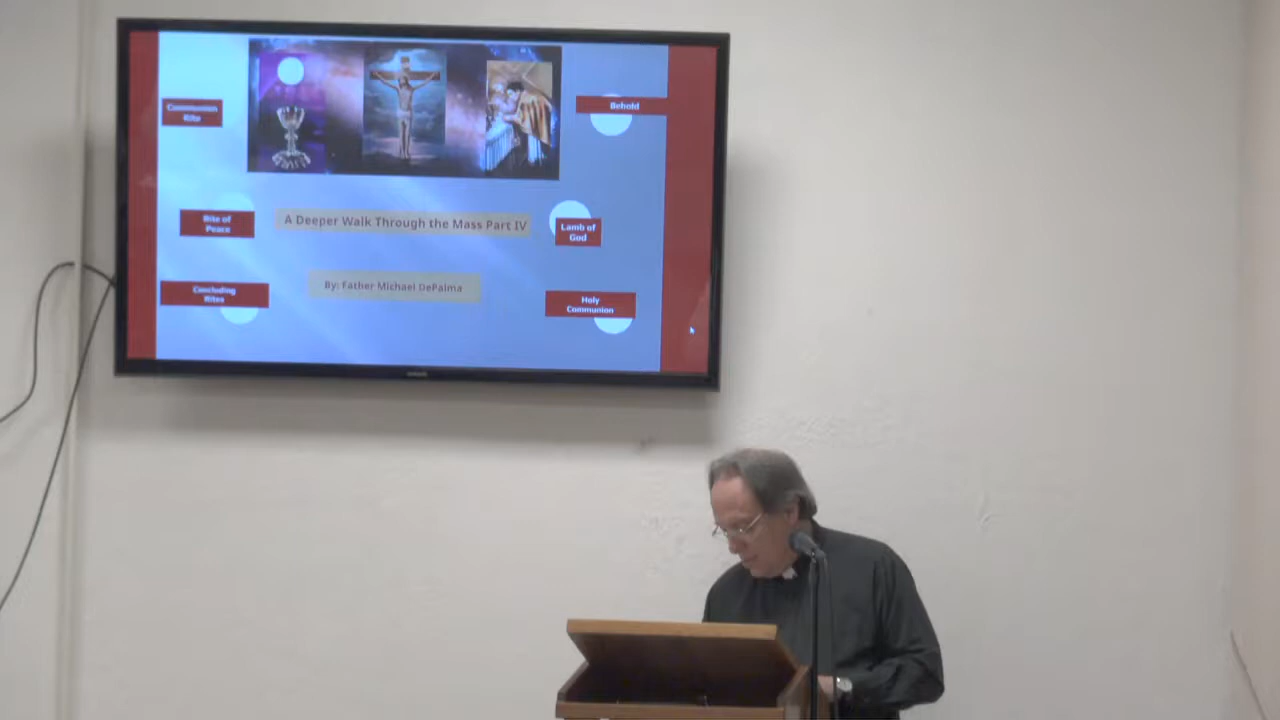 Communion
Rite
Behold
Rite of
Peace
A Deeper Walk Through the Mass Part IV
Lamb of
God
Concluding
Rites
By: Father Michael DePalma
Holy
Communion